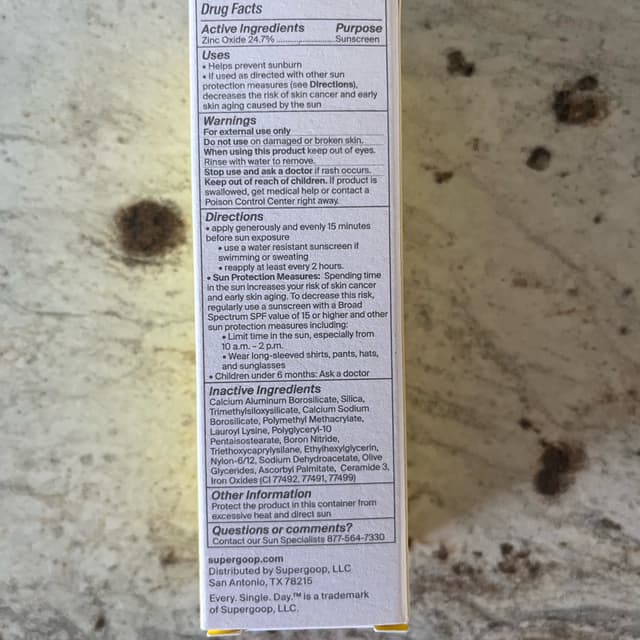 Drug Facts
Active Ingredients Purpose
Zinc Oxide 24.7%..................Sunscreen
Uses
• Helps prevent sunburn
• If used as directed with other sun
protection measures (see Directions),
decreases the risk of skin cancer and early
skin aging caused by the sun
Warnings
For external use only
Do not use on damaged or broken skin.
When using this product keep out of eyes.
Rinse with water to remove.
Stop use and ask a doctor if rash occurs.
Keep out of reach of children. If product is
swallowed, get medical help or contact a
Poison Control Center right away.
Directions
• apply generously and evenly 15 minutes
before sun exposure
• use a water resistant sunscreen if
swimming or sweating
• reapply at least every 2 hours.
• Sun Protection Measures: Spending time
in the sun increases your risk of skin cancer
and early skin aging. To decrease this risk,
regularly use a sunscreen with a Broad
Spectrum SPF value of 15 or higher and other
sun protection measures including:
• Limit time in the sun, especially from
10 a.m. – 2 p.m.
• Wear long-sleeved shirts, pants, hats,
and sunglasses
• Children under 6 months: Ask a doctor
Inactive Ingredients
Calcium Aluminum Borosilicate, Silica,
Trimethylsiloxysilicate, Calcium Sodium
Borosilicate, Polymethyl Methacrylate,
Lauroyl Lysine, Polyglyceryl-10
Pentaisostearate, Boron Nitride,
Triethoxycaprylylsilane, Ethylhexylglycerin,
Nylon-6/12, Sodium Dehydroacetate, Olive
Glycerides, Ascorbyl Palmitate, Ceramide 3,
Iron Oxides (CI 77492, 77491, 77499)
Other Information
Protect the product in this container from
excessive heat and direct sun
Questions or comments?
Contact our Sun Specialists 877-564-7330
supergoop.com
Distributed by Supergoop, LLC
San Antonio, TX 78215
Every. Single. Day.™ is a trademark
of Supergoop, LLC.